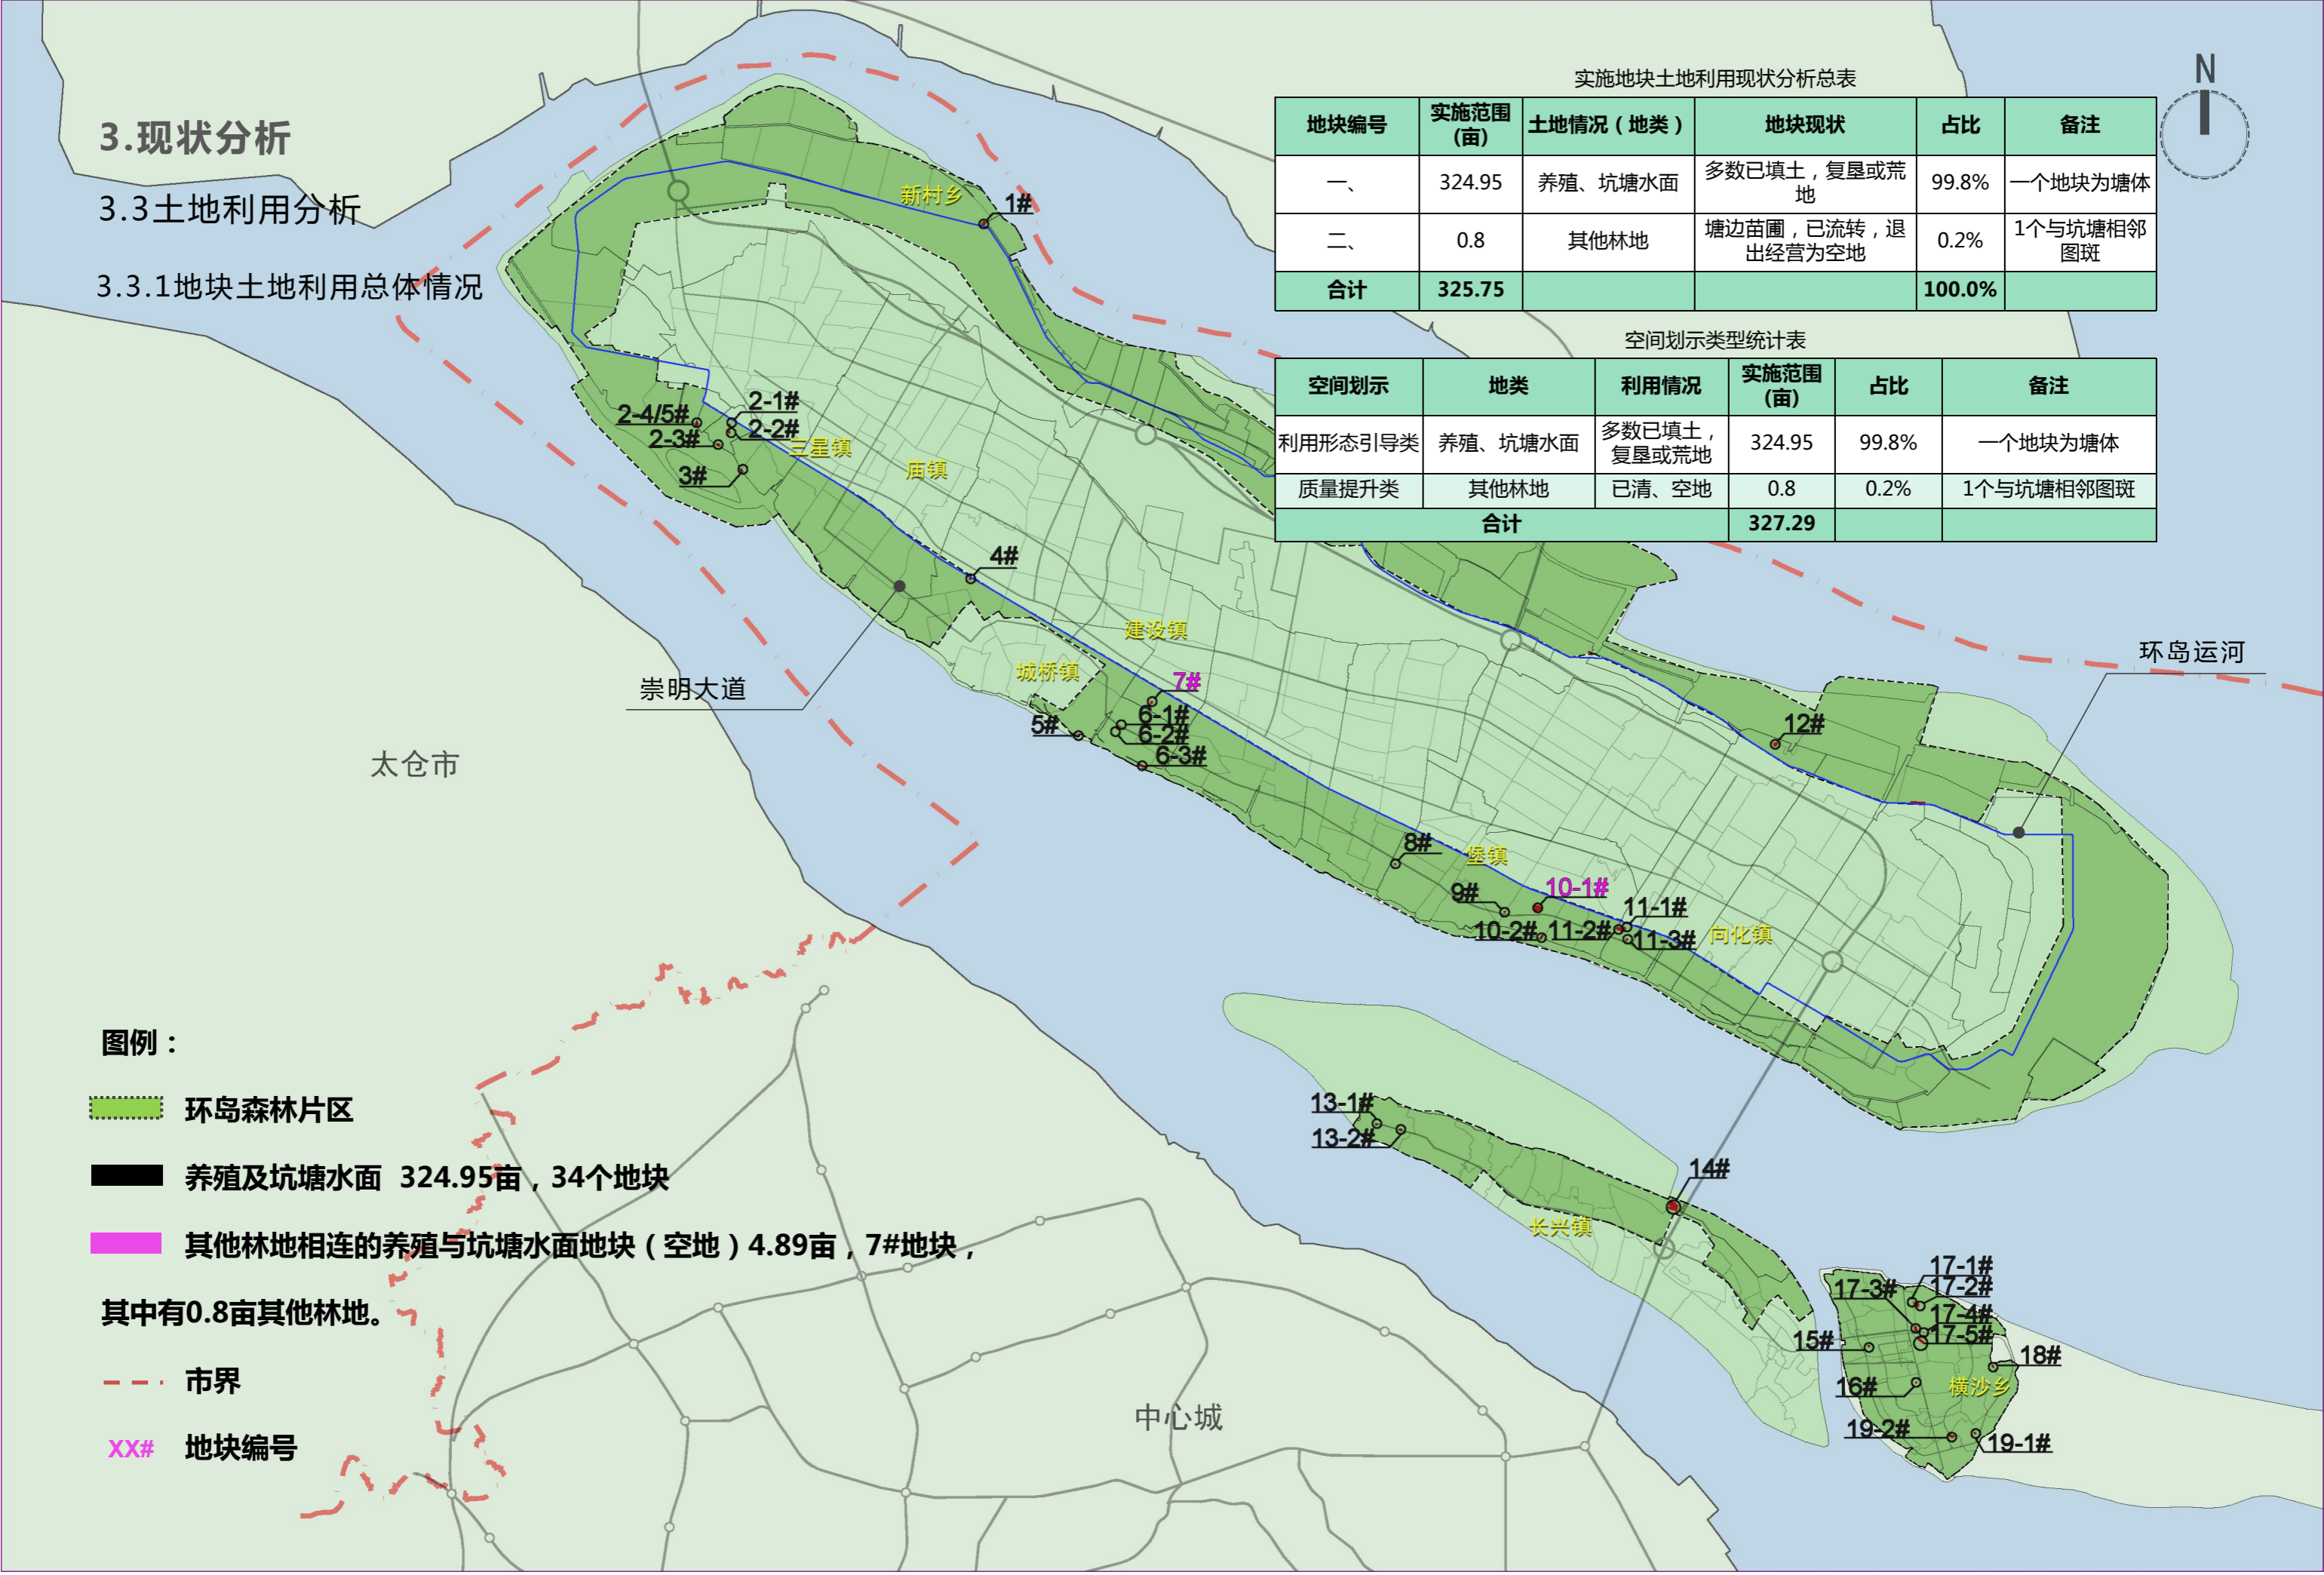 3.现状分析
3.3土地利用分析
3.3.1地块土地利用总体情况
N
实施地块土地利用现状分析总表
地块编号 实施范围(亩) 土地情况（地类） 地块现状 占比 备注
一、 324.95 养殖、坑塘水面 多数已填土，复垦或荒地 99.8% 一个地块为塘体
二、 0.8 其他林地 塘边苗圃，已流转，退出经营为空地 0.2% 1个与坑塘相邻图斑
合计 325.75 100.0%
空间划示类型统计表
空间划示 地类 利用情况 实施范围(亩) 占比 备注
利用形态引导类 养殖、坑塘水面 多数已填土，复垦或荒地 324.95 99.8% 一个地块为塘体
质量提升类 其他林地 已清、空地 0.8 0.2% 1个与坑塘相邻图斑
合计 327.29
新村乡
1#
2-1#
2-4/5#
2-2#
2-3#
三星镇
3#
庙镇
4#
建设镇
城桥镇
环岛运河
崇明大道
7#
6-1#
5#
6-2#
6-3#
12#
太仓市
8#
堡镇
9#
10-1#
11-1#
10-2#
11-2#
11-3#
向化镇
13-1#
13-2#
14#
长兴镇
17-1#
17-3#
17-2#
17-4#
17-5#
15#
18#
16#
横沙乡
19-2#
19-1#
中心城
图例：
环岛森林片区
养殖及坑塘水面 324.95亩，34个地块
其他林地相连的养殖与坑塘水面地块（空地）4.89亩，7#地块，
其中有0.8亩其他林地。
市界
XX# 地块编号